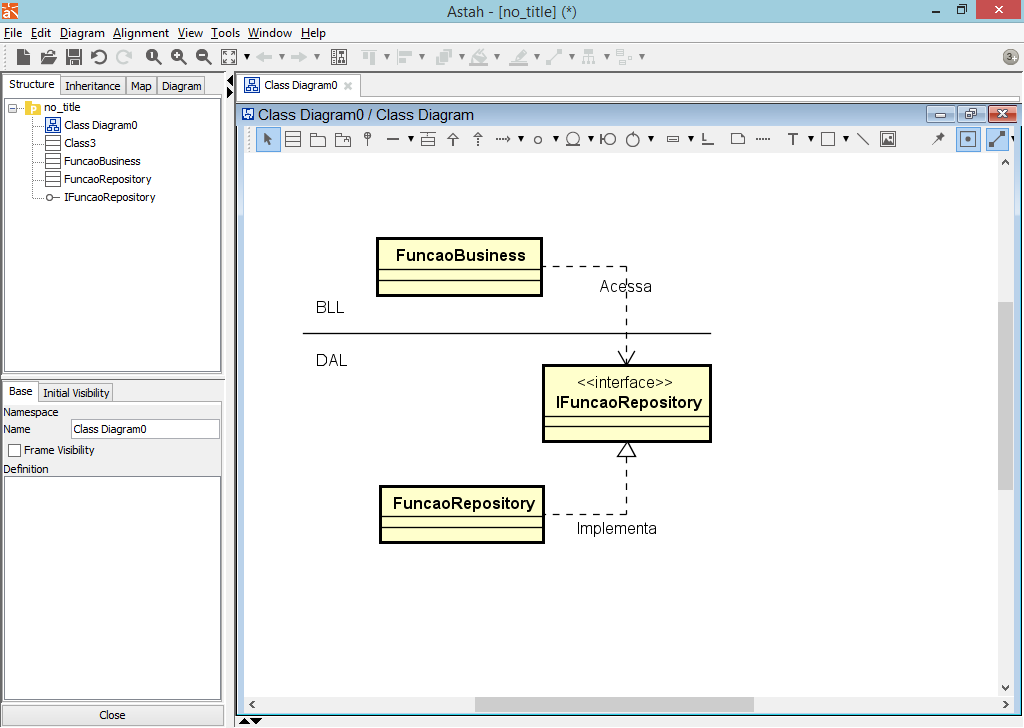 Astah - [no_title] (*)
File Edit Diagram Alignment View Tools Window Help
3
Structure Inheritance Map Diagram
no_title
Class Diagram0
Class3
FuncaoBusiness
FuncaoRepository
IFuncaoRepository
Base Initial Visibility
Namespace
Name Class Diagram0
Frame Visibility
Definition
Close
Class Diagram0
Class Diagram0 / Class Diagram
T
FuncaoBusiness
Acessa
BLL
DAL
<<interface>>
IFuncaoRepository
FuncaoRepository
Implementa